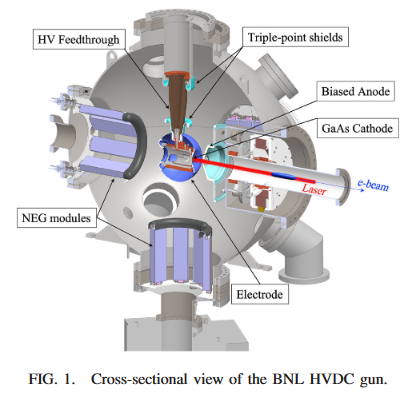 HV Feedthrough
Triple-point shields
Biased Anode
GaAs Cathode
Laser
e-beam
NEG modules
Electrode
FIG. 1. Cross-sectional view of the BNL HVDC gun.